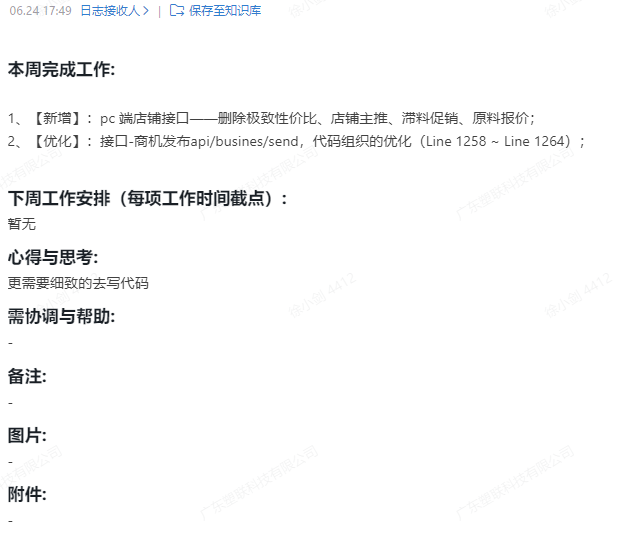 06.24 17:49 日志接收人 | 保存至知识库
本周完成工作:
1、【新增】：pc 端店铺接口——删除极致性价比、店铺主推、滞料促销、原料报价；
2、【优化】：接口-商机发布api/busines/send，代码组织的优化（Line 1258 ~ Line 1264）；
下周工作安排（每项工作时间截点）:
暂无
心得与思考:
更需要细致的去写代码
需协调与帮助:
-
备注:
-
图片:
-
附件:
-